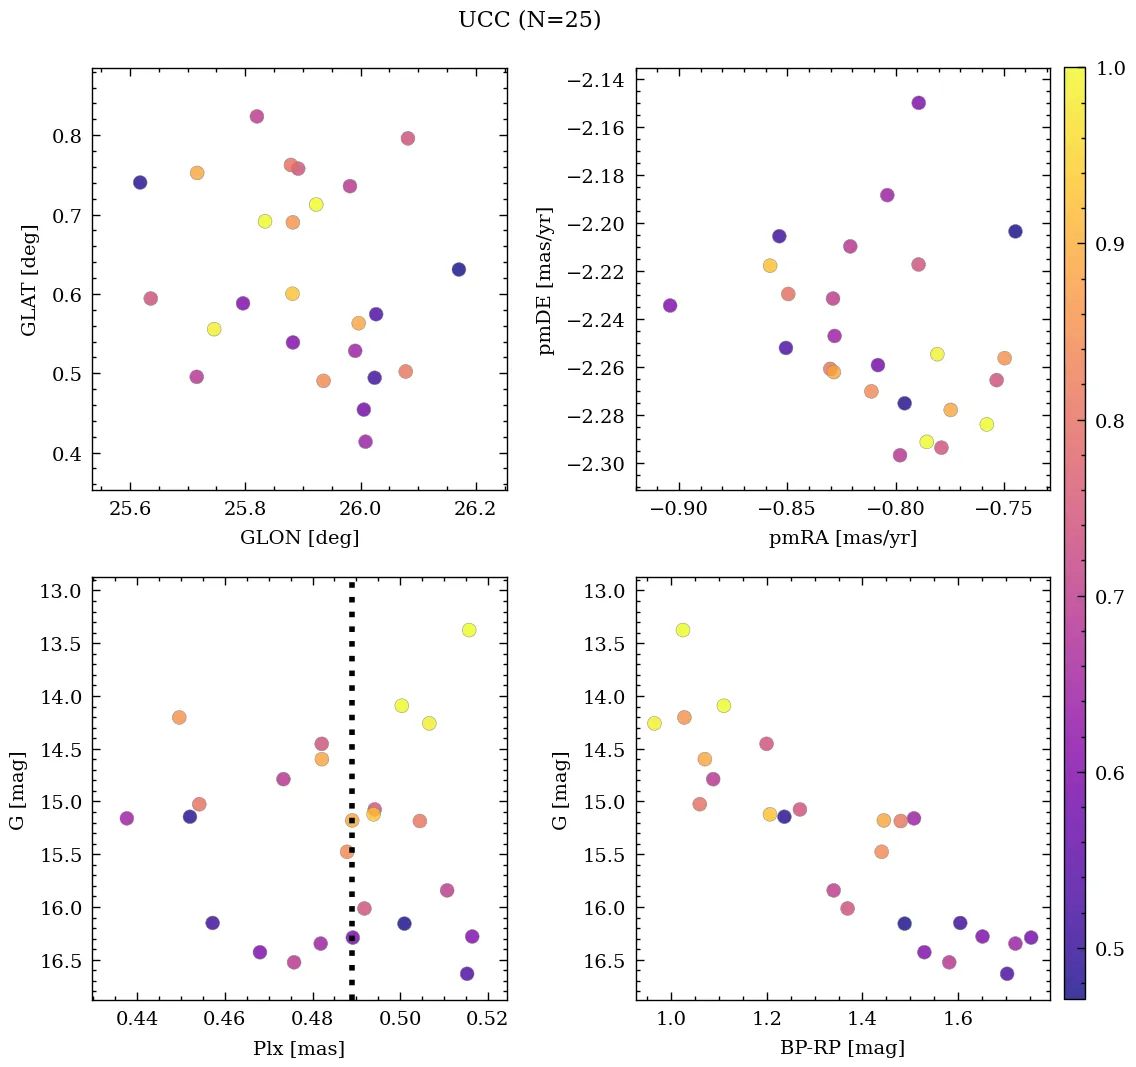 UCC (N=25)
0.8
0.7
0.6
0.5
0.4
GLAT [deg]
25.6 25.8 26.0 26.2
GLON [deg]
−2.14
−2.16
−2.18
−2.20
−2.22
−2.24
−2.26
−2.28
−2.30
pmDE [mas/yr]
−0.90 −0.85 −0.80 −0.75
pmRA [mas/yr]
13.0
13.5
14.0
14.5
15.0
15.5
16.0
16.5
G [mag]
0.44 0.46 0.48 0.50 0.52
Plx [mas]
13.0
13.5
14.0
14.5
15.0
15.5
16.0
16.5
G [mag]
1.0 1.2 1.4 1.6
BP-RP [mag]
1.0
0.9
0.8
0.7
0.6
0.5